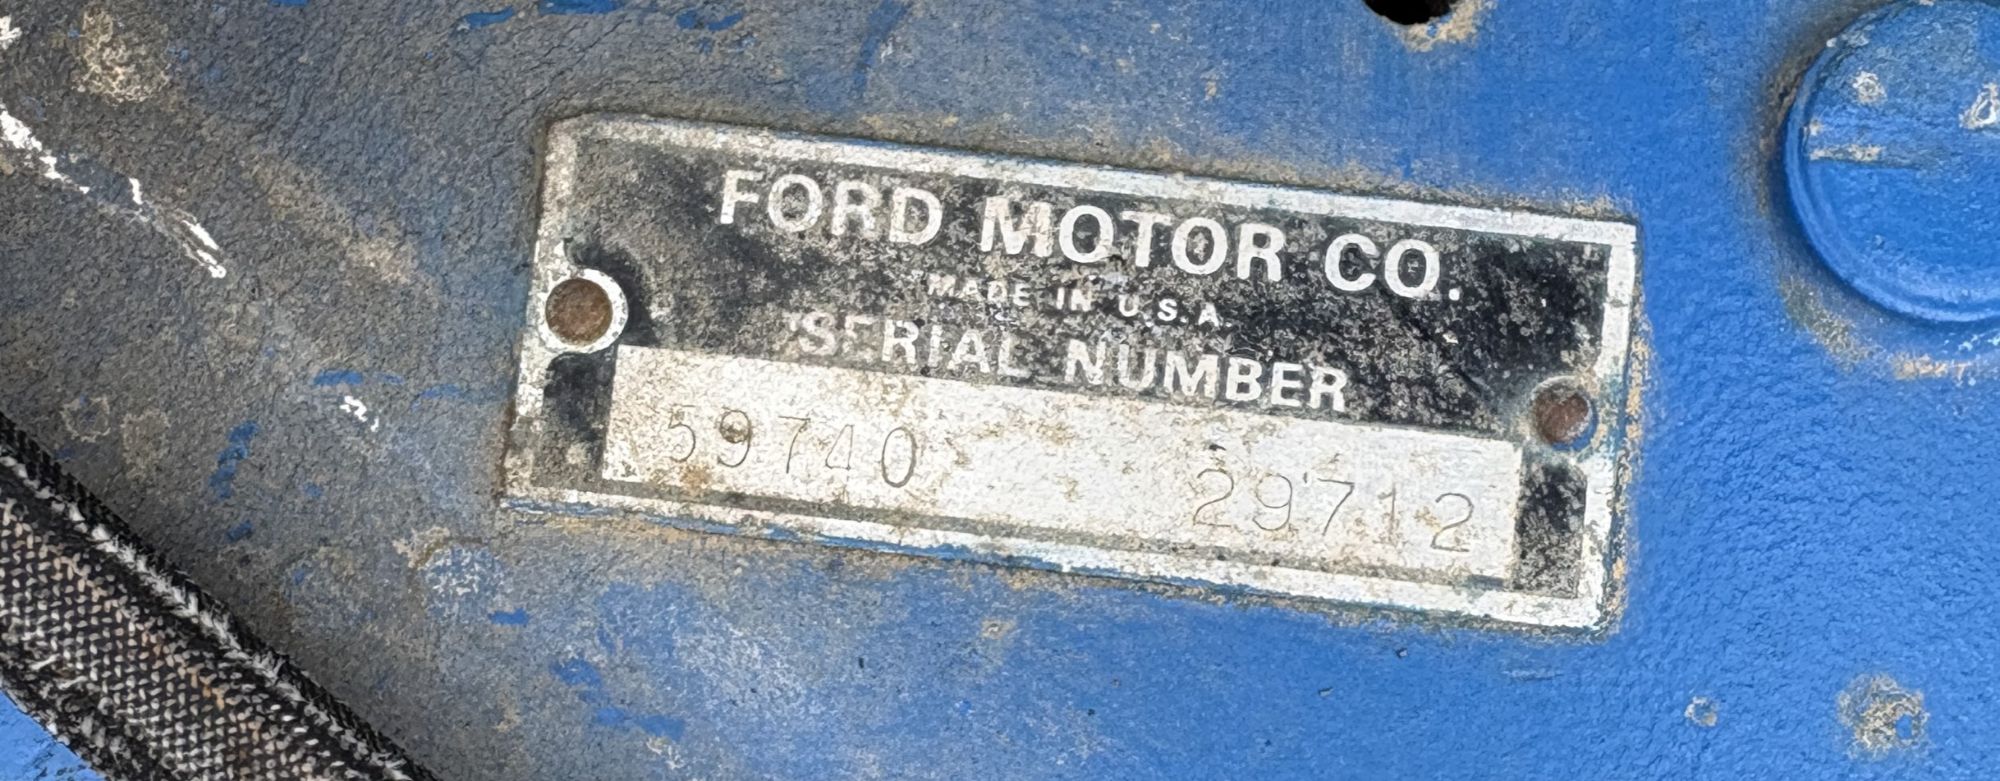 FORD MOTOR CO.
MADE IN U.S.A.
SERIAL NUMBER
59740 29712